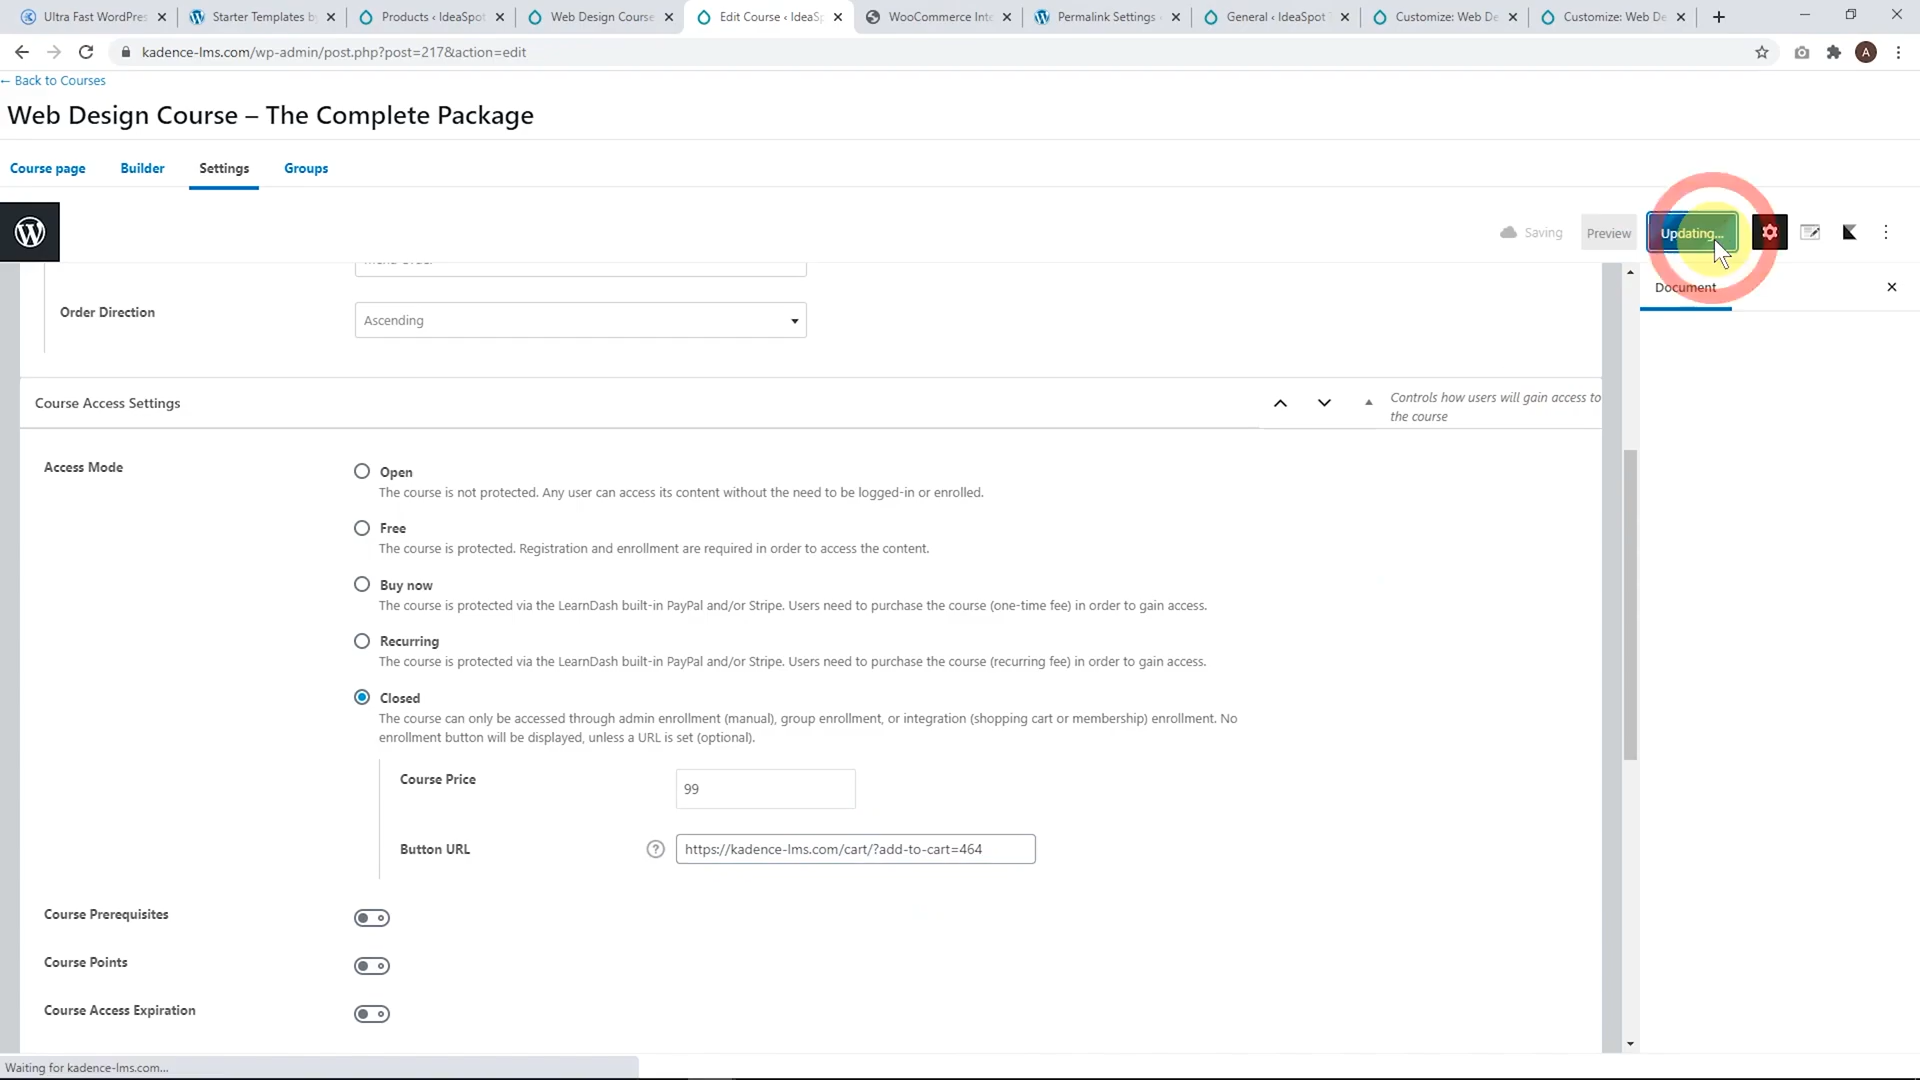 Ultra Fast WordPres
Starter Templates b
Products ‹ IdeaSpot
Web Design Course
Edit Course ‹ IdeaSp
WooCommerce Inte
Permalink Settings
General ‹ IdeaSpot
Customize: Web De
Customize: Web De
kadence-lms.com/wp-admin/post.php?post=217&action=edit
A
← Back to Courses
Web Design Course – The Complete Package
Course page
Builder
Settings
Groups
Saving
Preview
Updating...
Document
Order Direction
Ascending
Course Access Settings
Controls how users will gain access to
the course
Access Mode
Open
The course is not protected. Any user can access its content without the need to be logged-in or enrolled.
Free
The course is protected. Registration and enrollment are required in order to access the content.
Buy now
The course is protected via the LearnDash built-in PayPal and/or Stripe. Users need to purchase the course (one-time fee) in order to gain access.
Recurring
The course is protected via the LearnDash built-in PayPal and/or Stripe. Users need to purchase the course (recurring fee) in order to gain access.
Closed
The course can only be accessed through admin enrollment (manual), group enrollment, or integration (shopping cart or membership) enrollment. No
enrollment button will be displayed, unless a URL is set (optional).
Course Price
99
Button URL
?
https://kadence-lms.com/cart/?add-to-cart=464
Course Prerequisites
Course Points
Course Access Expiration
Waiting for kadence-lms.com...